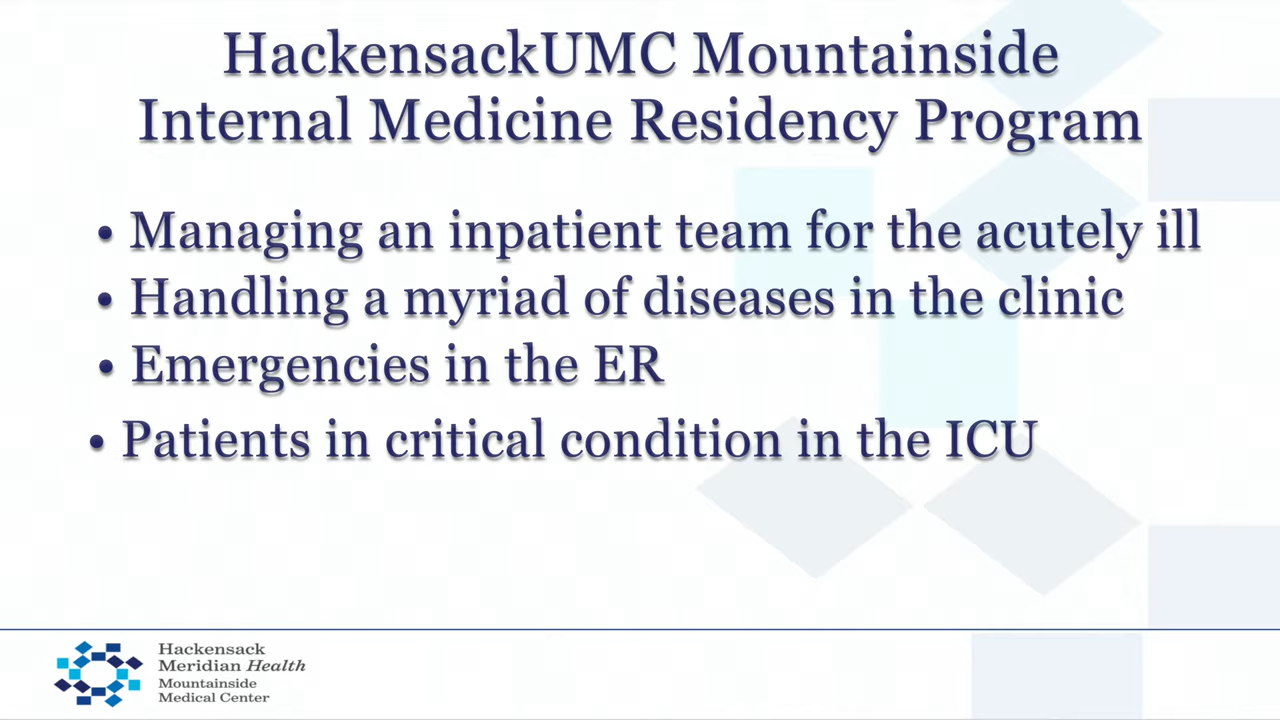 HackensackUMC Mountainside
Internal Medicine Residency Program
• Managing an inpatient team for the acutely ill
• Handling a myriad of diseases in the clinic
• Emergencies in the ER
• Patients in critical condition in the ICU
Hackensack
Meridian Health
Mountainside
Medical Center